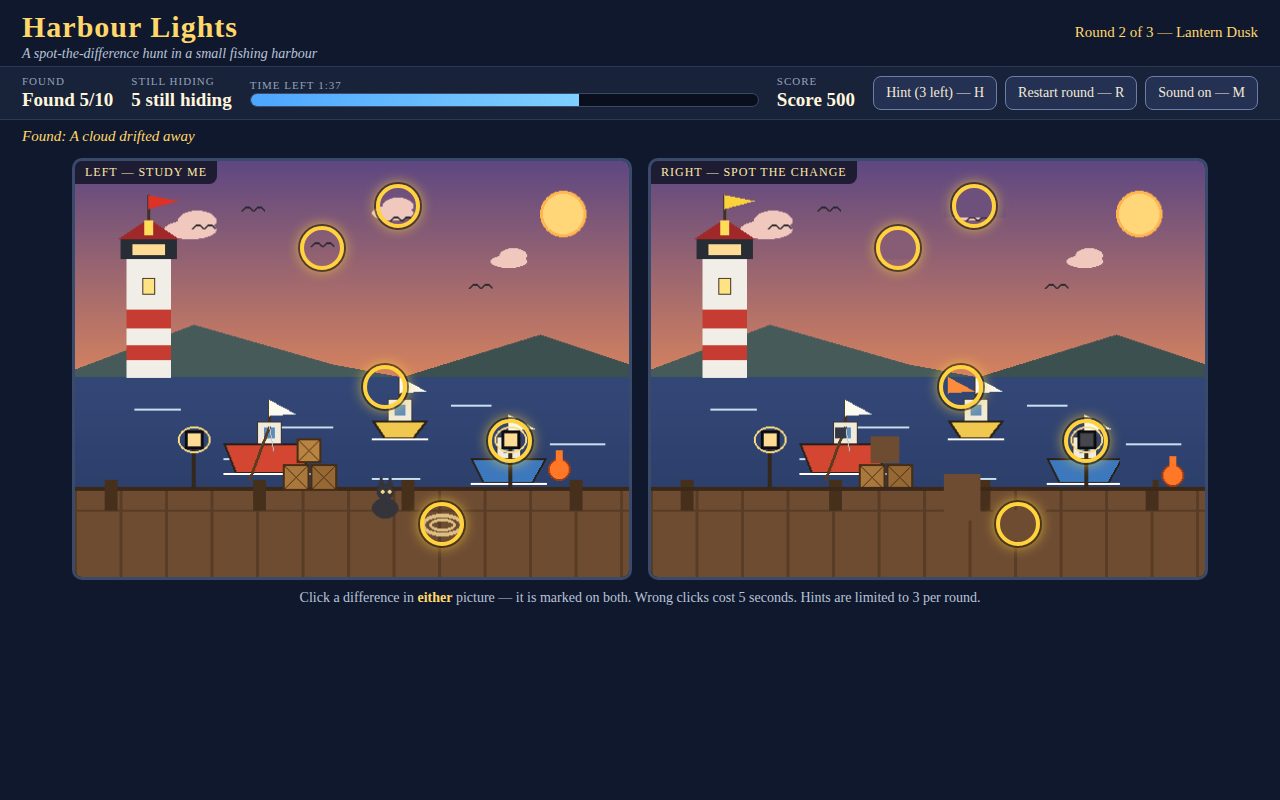 Harbour Lights
A spot-the-difference hunt in a small fishing harbour
Round 2 of 3 — Lantern Dusk
FOUND
Found 5/10
STILL HIDING
5 still hiding
TIME LEFT 1:37
SCORE
Score 500
Hint (3 left) — H
Restart round — R
Sound on — M
Found: A cloud drifted away
LEFT — STUDY ME
RIGHT — SPOT THE CHANGE
Click a difference in either picture — it is marked on both. Wrong clicks cost 5 seconds. Hints are limited to 3 per round.